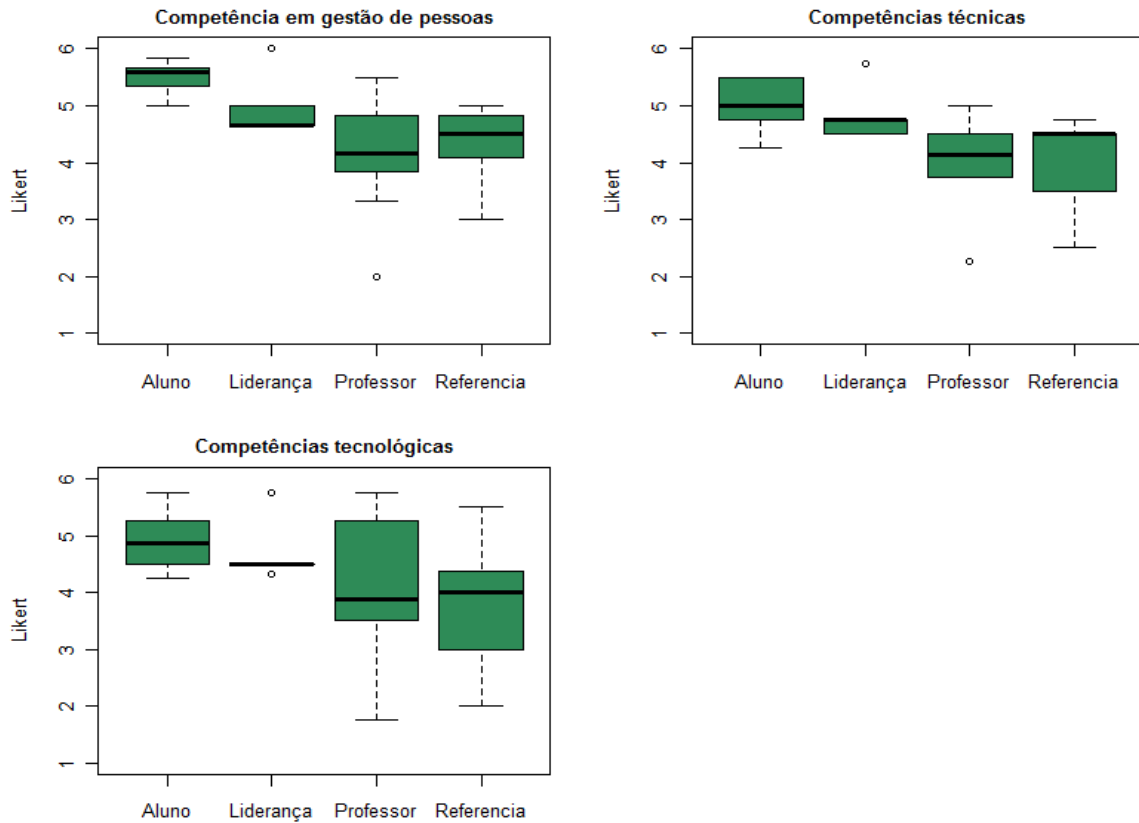 Competência em gestão de pessoas
Likert
6
5
4
3
2
1
Aluno Liderança Professor Referencia
Competências técnicas
Likert
6
5
4
3
2
1
Aluno Liderança Professor Referencia
Competências tecnológicas
Likert
6
5
4
3
2
1
Aluno Liderança Professor Referencia